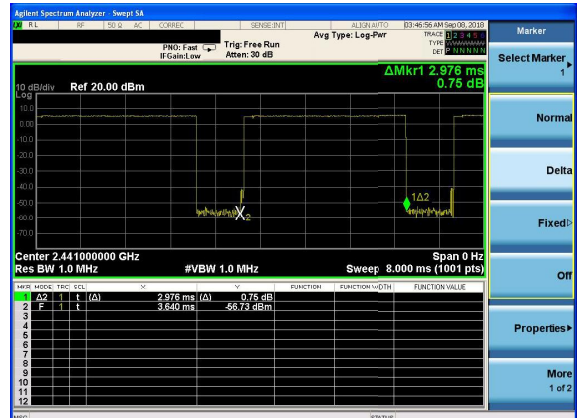 Agilent Spectrum Analyzer - Swept SA
RL RF 50 Ω AC CORREC SENSE:INT ALIGN AUTO 03:46:56 AM Sep 08, 2018
Avg Type: Log-Pwr
TRACE 1 2 3 4 5 6
TYPE
DET P N N N N N
PNO: Fast
IFGain:Low
Trig: Free Run
Atten: 30 dB
ΔMkr1 2.976 ms
0.75 dB
10 dB/div Ref 20.00 dBm
Log
10.0
0.00
-10.0
-20.0
-30.0
-40.0
-50.0
-60.0
-70.0
X2
1Δ2
Center 2.441000000 GHz
Span 0 Hz
Res BW 1.0 MHz
#VBW 1.0 MHz
Sweep 8.000 ms (1001 pts)
MKR MODE TRC SCL X Y FUNCTION FUNCTION WIDTH FUNCTION VALUE
1 Δ2 1 t (Δ) 2.976 ms (Δ) 0.75 dB
2 F 1 t 3.640 ms -56.73 dBm
3
4
5
6
7
8
9
10
11
12
MSG
STATUS
Marker
Select Marker
1
Normal
Delta
Fixed
Off
Properties
More
1 of 2